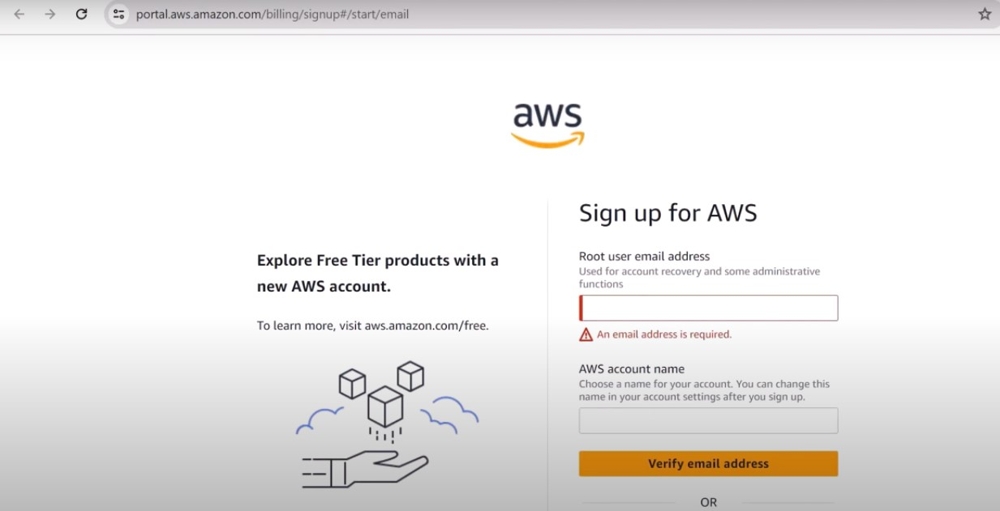 portal.aws.amazon.com/billing/signup#/start/email
aws
Explore Free Tier products with a
new AWS account.
To learn more, visit aws.amazon.com/free.
Sign up for AWS
Root user email address
Used for account recovery and some administrative
functions
An email address is required.
AWS account name
Choose a name for your account. You can change this
name in your account settings after you sign up.
Verify email address
OR